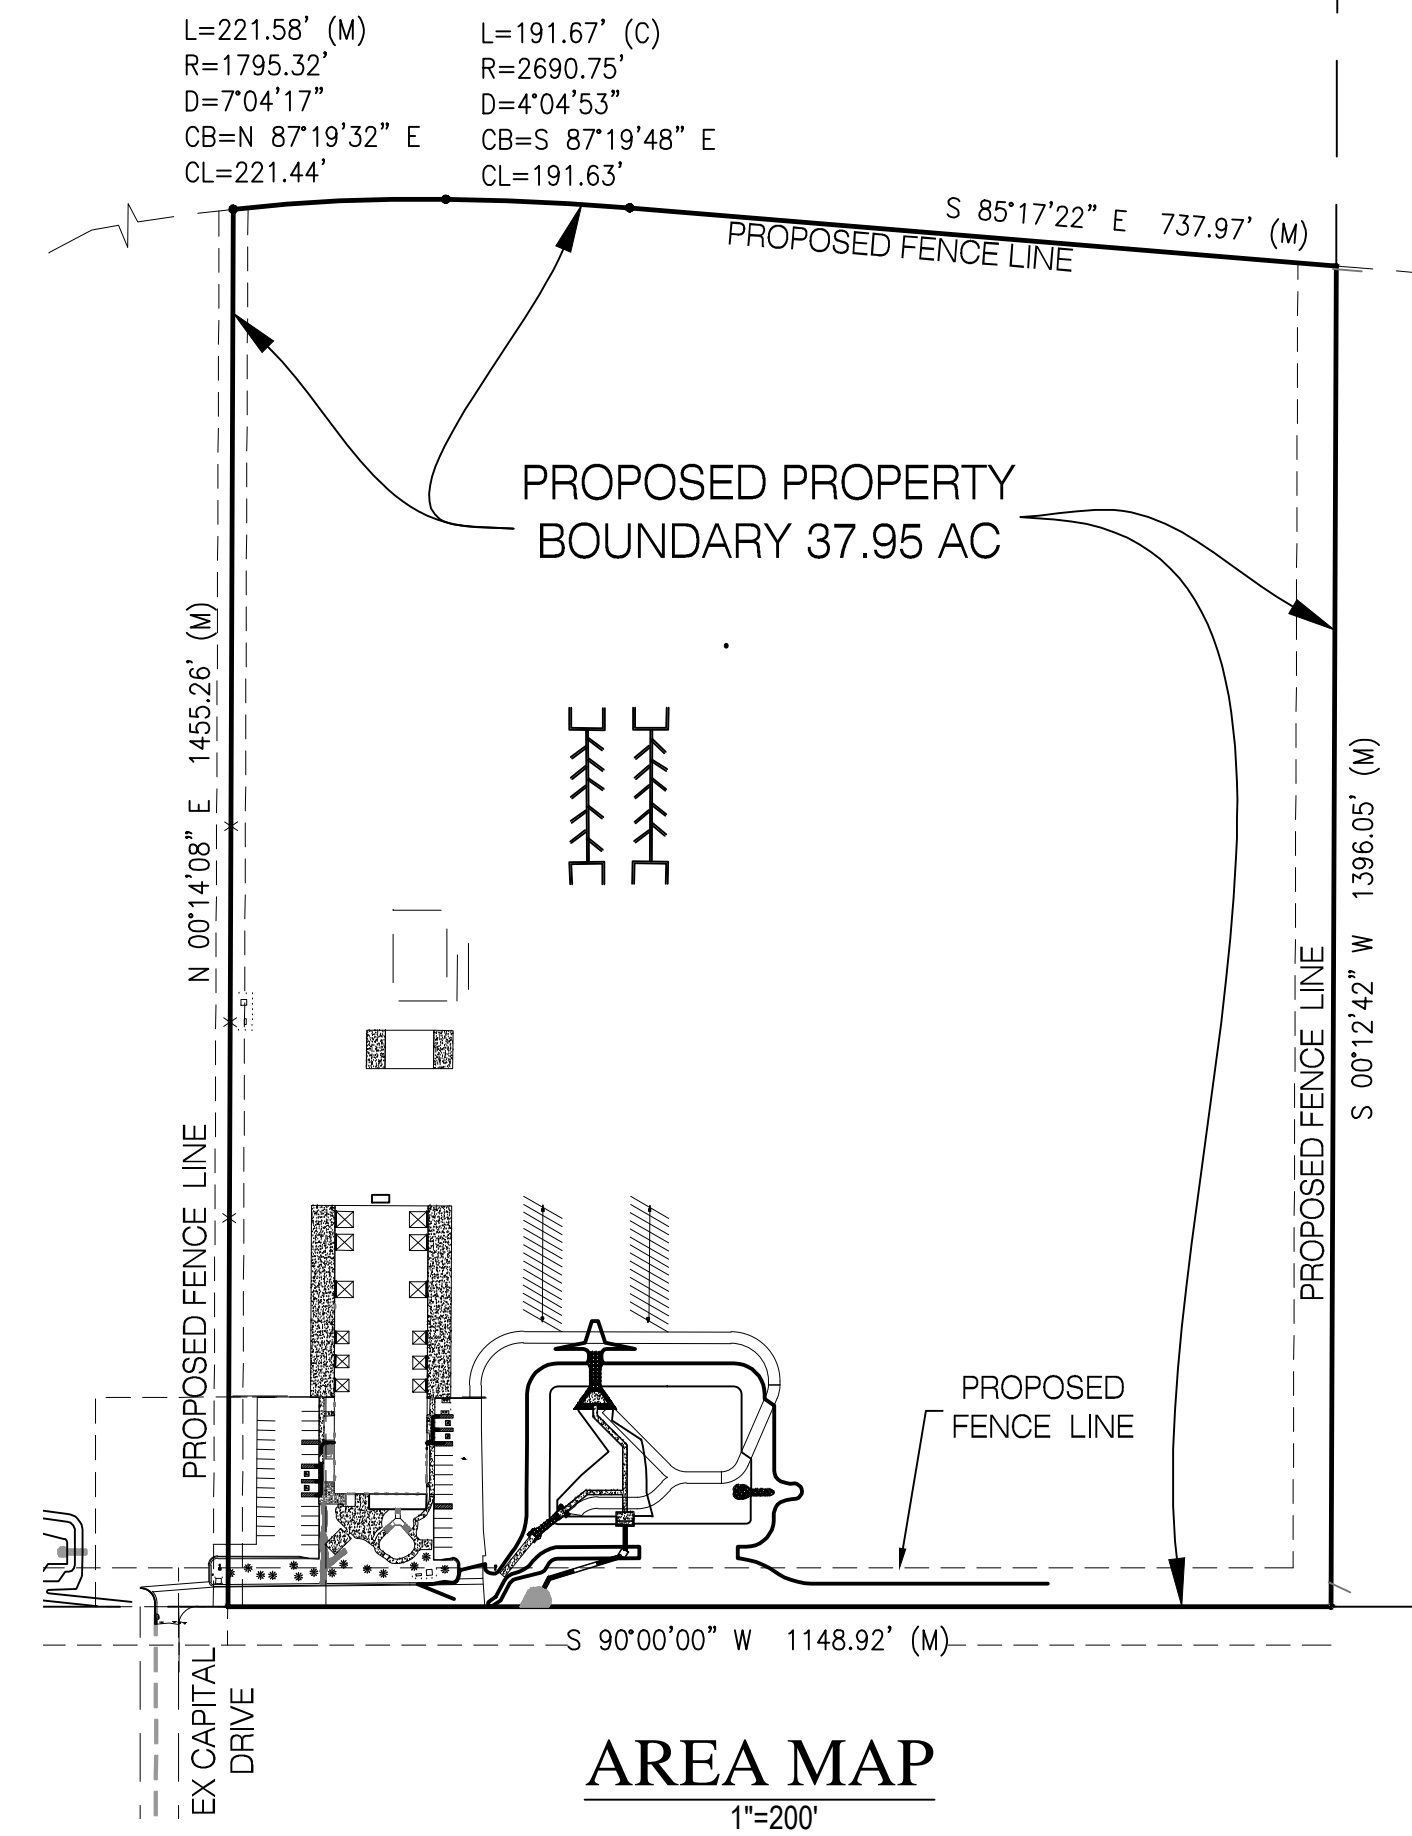 L=221.58' (M)
R=1795.32'
D=7°04'17"
CB=N 87°19'32" E
CL=221.44'
L=191.67' (C)
R=2690.75'
D=4°04'53"
CB=S 87°19'48" E
CL=191.63'
S 85°17'22" E 737.97' (M)
PROPOSED FENCE LINE
PROPOSED PROPERTY
BOUNDARY 37.95 AC
N 00°14'08" E 1455.26' (M)
PROPOSED FENCE LINE
S 00°12'42" W 1396.05' (M)
PROPOSED FENCE LINE
PROPOSED
FENCE LINE
S 90°00'00" W 1148.92' (M)
EX CAPITAL
DRIVE
AREA MAP
1"=200'